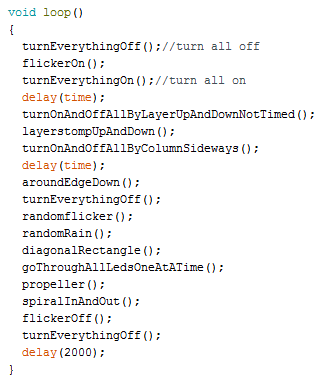 void loop()
{
  turnEverythingOff();//turn all off
  flickerOn();
  turnEverythingOn();//turn all on
  delay(time);
  turnOnAndOffAllByLayerUpAndDownNotTimed();
  layerstompUpAndDown();
  turnOnAndOffAllByColumnSideways();
  delay(time);
  aroundEdgeDown();
  turnEverythingOff();
  randomflicker();
  randomRain();
  diagonalRectangle();
  goThroughAllLedsOneAtATime();
  propeller();
  spiralInAndOut();
  flickerOff();
  turnEverythingOff();
  delay(2000);
}